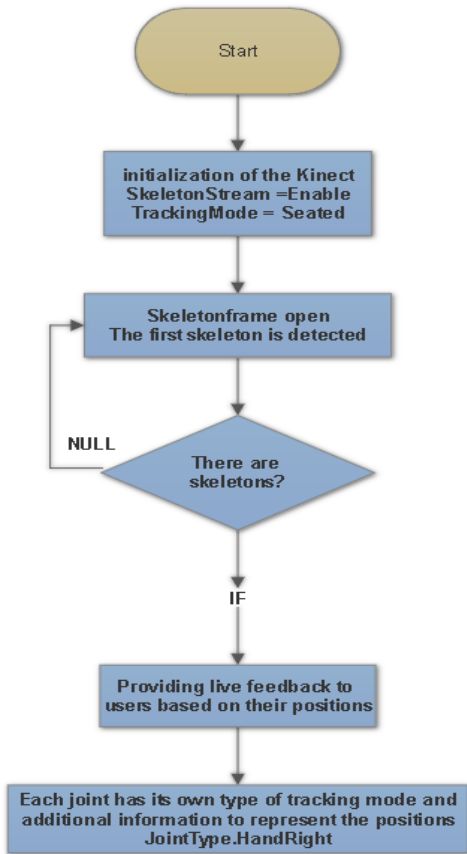 Start
initialization of the Kinect
SkeletonStream =Enable
TrackingMode = Seated
Skeletonframe open
The first skeleton is detected
NULL
There are
skeletons?
IF
Providing live feedback to
users based on their positions
Each joint has its own type of tracking mode and
additional information to represent the positions
JointType.HandRight